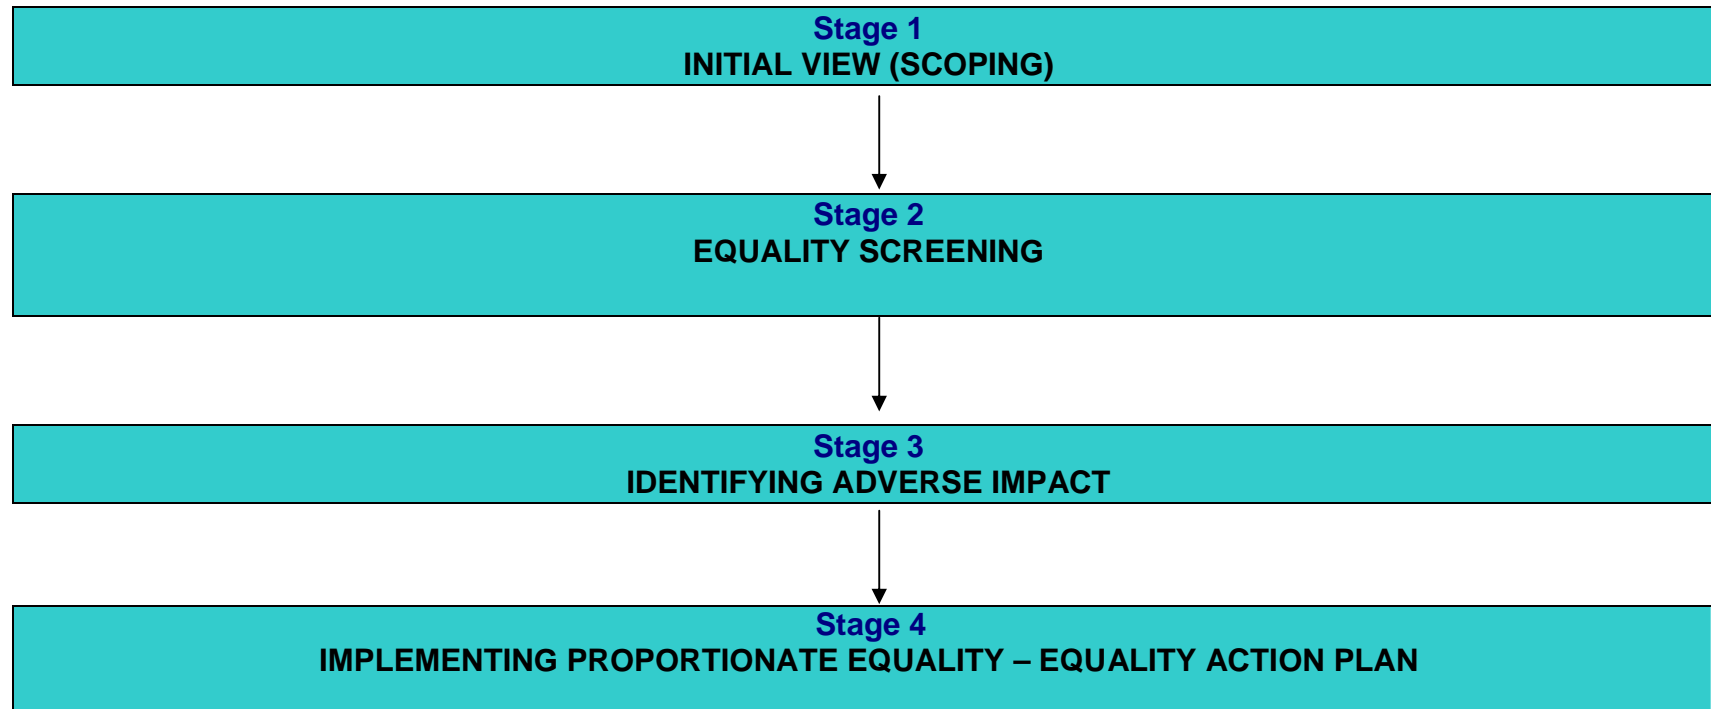 Stage 1
INITIAL VIEW (SCOPING)
Stage 2
EQUALITY SCREENING
Stage 3
IDENTIFYING ADVERSE IMPACT
Stage 4
IMPLEMENTING PROPORTIONATE EQUALITY – EQUALITY ACTION PLAN